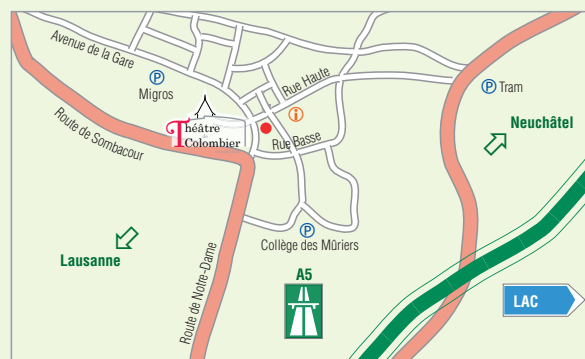 Avenue de la Gare
P
Migros
Rue Haute
P Tram
i
Théâtre
de
Colombier
Rue Basse
Route de Sombacour
Neuchâtel
P
Collège des Mûriers
Lausanne
Route de Notre-Dame
A5
LAC